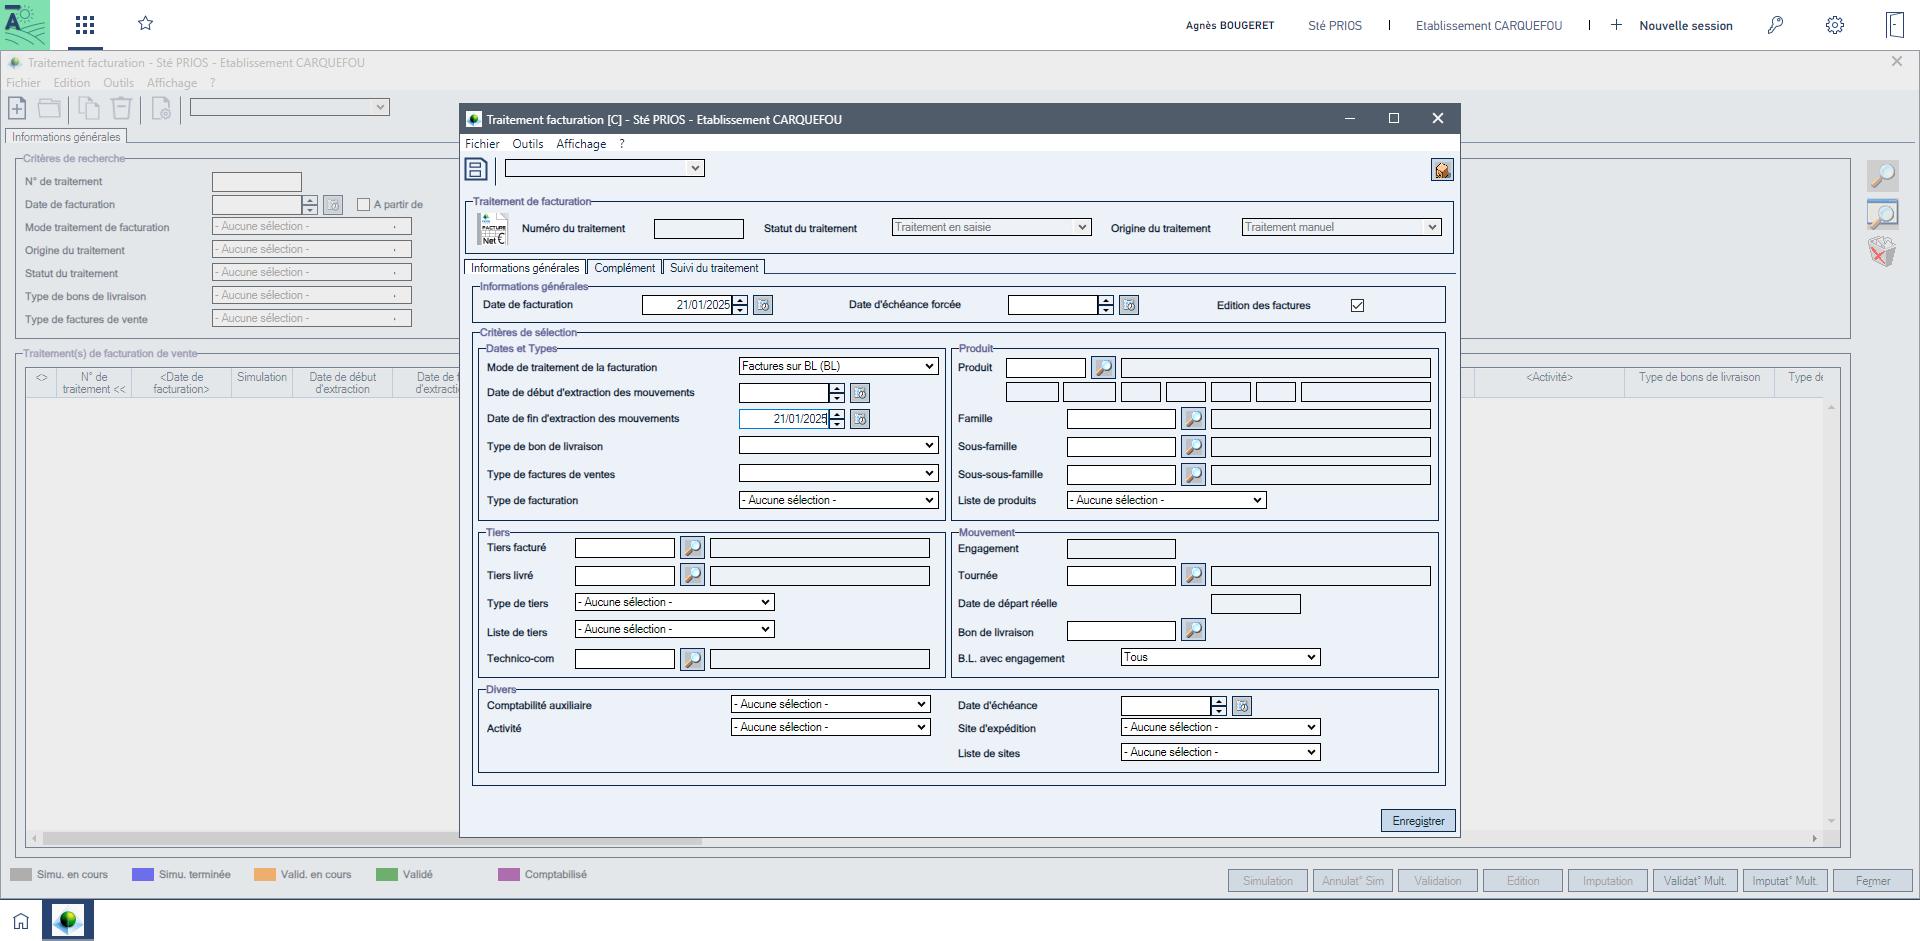 Agnès BOUGERET Sté PRIOS | Etablissement CARQUEFOU | Nouvelle session
Traitement facturation - Sté PRIOS - Etablissement CARQUEFOU
Fichier Edition Outils Affichage ?
Informations générales
Critères de recherche
N° de traitement
Date de facturation A partir de
Mode traitement de facturation - Aucune sélection -
Origine du traitement - Aucune sélection -
Statut du traitement - Aucune sélection -
Type de bons de livraison - Aucune sélection -
Type de factures de vente - Aucune sélection -
Traitement(s) de facturation de vente
<> N° de traitement << <Date de facturation> Simulation Date de début d'extraction Date de f d'extractio <Activité> Type de bons de livraison Type de
Traitement facturation [C] - Sté PRIOS - Etablissement CARQUEFOU
Fichier Outils Affichage ?
Traitement de facturation
FACTURE
Net €
Numéro du traitement Statut du traitement Traitement en saisie Origine du traitement Traitement manuel
Informations générales Complément Suivi du traitement
Informations générales
Date de facturation 21/01/2025 Date d'échéance forcée Edition des factures
Critères de sélection
Dates et Types
Mode de traitement de la facturation Factures sur BL (BL)
Date de début d'extraction des mouvements
Date de fin d'extraction des mouvements 21/01/2025
Type de bon de livraison
Type de factures de ventes
Type de facturation - Aucune sélection -
Produit
Produit
Famille
Sous-famille
Sous-sous-famille
Liste de produits - Aucune sélection -
Tiers
Tiers facturé
Tiers livré
Type de tiers - Aucune sélection -
Liste de tiers - Aucune sélection -
Technico-com
Mouvement
Engagement
Tournée
Date de départ réelle
Bon de livraison
B.L. avec engagement Tous
Divers
Comptabilité auxiliaire - Aucune sélection - Date d'échéance
Activité - Aucune sélection - Site d'expédition - Aucune sélection -
Liste de sites - Aucune sélection -
Enregistrer
Simu. en cours Simu. terminée Valid. en cours Validé Comptabilisé
Simulation Annulat° Sim Validation Edition Imputation Validat° Mult. Imputat° Mult. Fermer